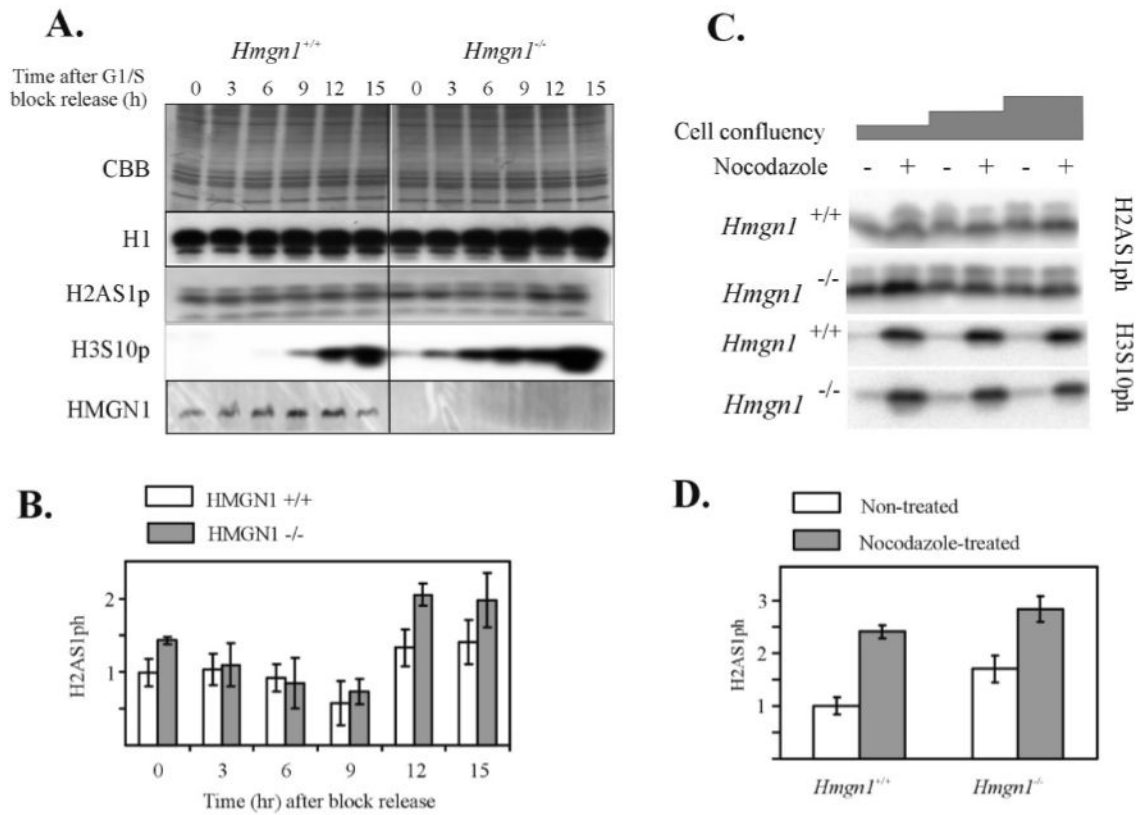 A.
Hmgn1+/+ Hmgn1-/-
Time after G1/S
block release (h)
0 3 6 9 12 15 0 3 6 9 12 15
CBB
H1
H2AS1p
H3S10p
HMGN1
B.
HMGN1 +/+
HMGN1 -/-
H2AS1ph
2
1
0 3 6 9 12 15
Time (hr) after block release
C.
Cell confluency
Nocodazole - + - + - +
Hmgn1 +/+
Hmgn1 -/-
H2AS1ph
Hmgn1 +/+
Hmgn1 -/-
H3S10ph
D.
Non-treated
Nocodazole-treated
H2AS1ph
3
2
1
Hmgn1+/+ Hmgn1-/-